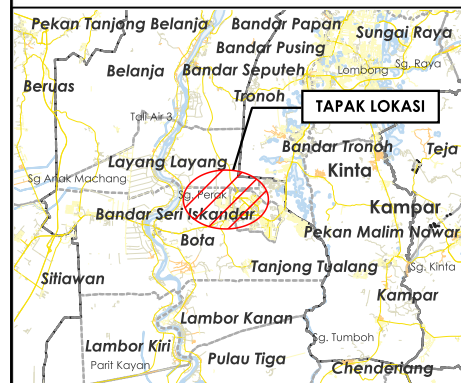 Pekan Tanjong Belanja
Bandar Papan
Sungai Raya
Bandar Pusing
Belanja
Bandar Seputeh
Lombong
Sg. Raya
Beruas
Tronoh
TAPAK LOKASI
Tali Air 3
Bandar Tronoh
Teja
Layang Layang
Kinta
Sg Anak Machang
Sg. Perak
Kampar
Bandar Seri Iskandar
Pekan Malim Nawar
Bota
Tanjong Tualang
Sg. Kinta
Sitiawan
Kampar
Lambor Kanan
Sg. Tumboh
Lambor Kiri
Parit Kayan
Pulau Tiga
Chenderiang